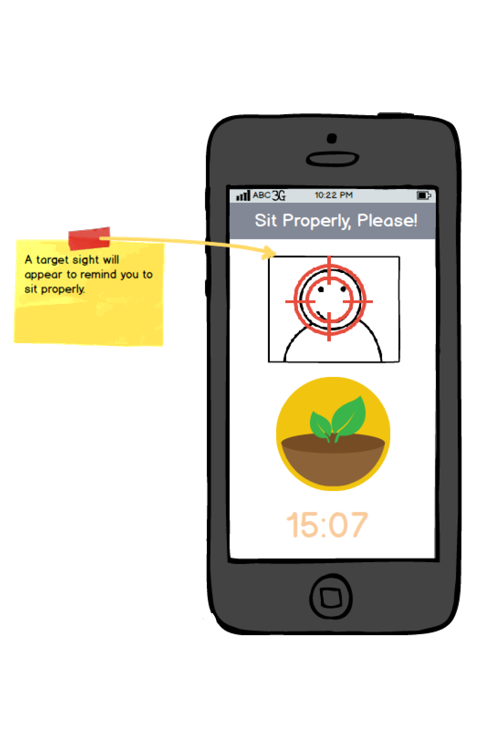 ABC 3G 10:22 PM
Sit Properly, Please!
A target sight will
appear to remind you to
sit properly.
15:07